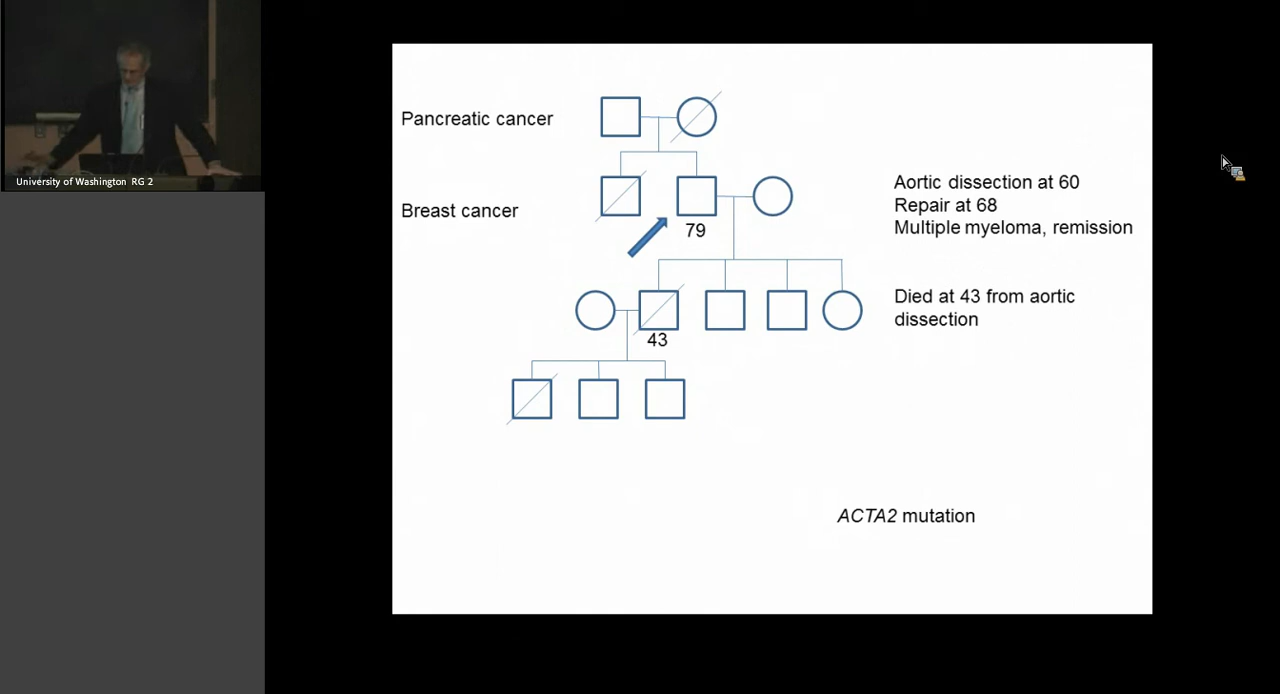 University of Washington RG 2
Pancreatic cancer
Breast cancer
79
Aortic dissection at 60
Repair at 68
Multiple myeloma, remission
43
Died at 43 from aortic
dissection
ACTA2 mutation